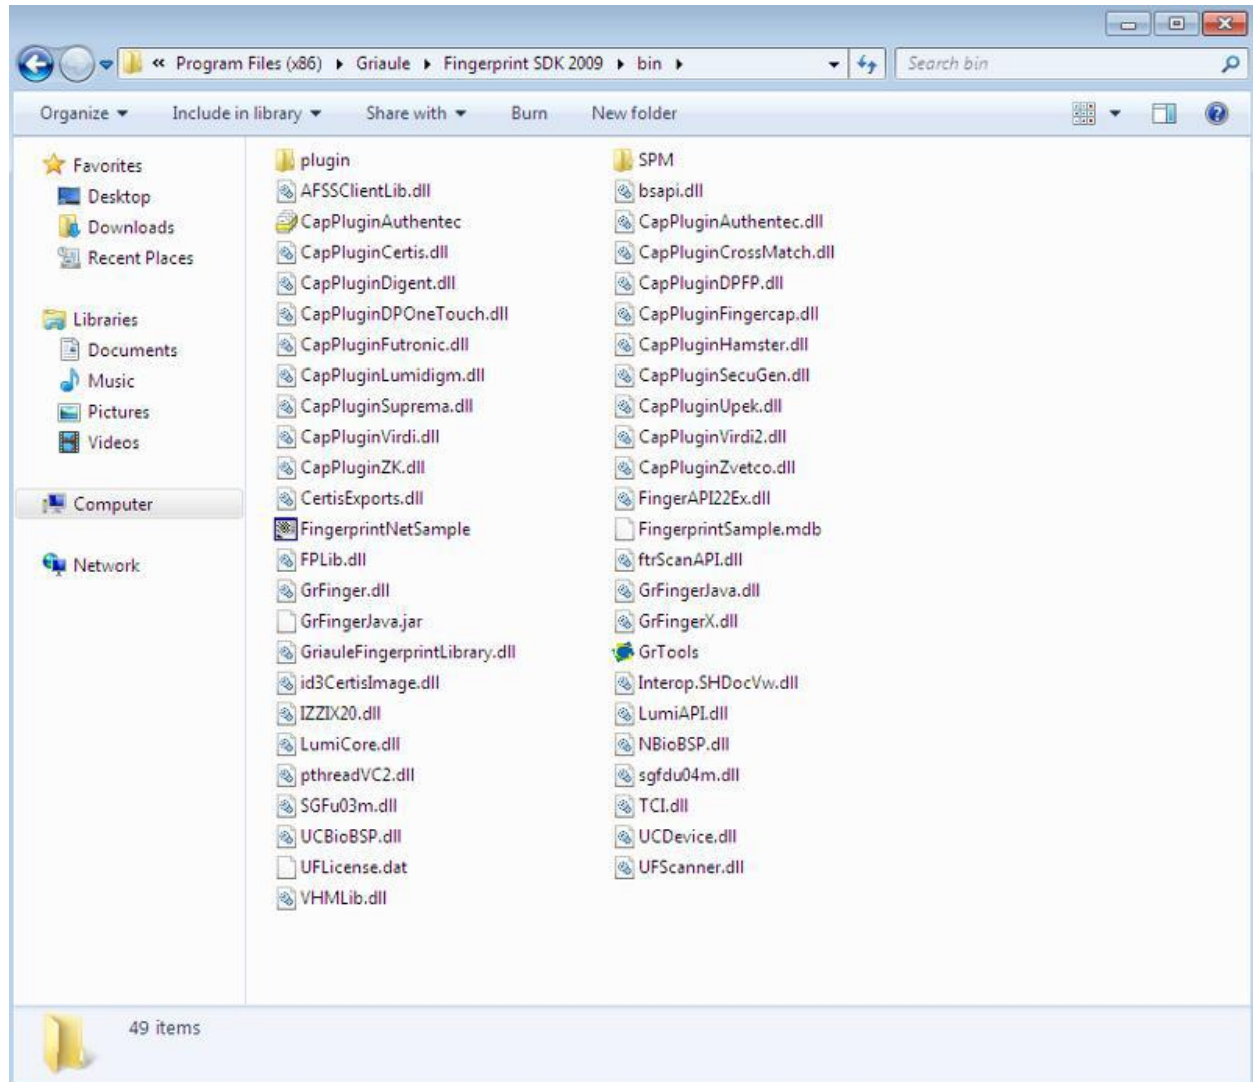 « Program Files (x86) ▸ Griaule ▸ Fingerprint SDK 2009 ▸ bin ▸ Search bin
Organize Include in library Share with Burn New folder
Favorites
Desktop
Downloads
Recent Places
Libraries
Documents
Music
Pictures
Videos
Computer
Network
plugin SPM
AFSSClientLib.dll bsapi.dll
CapPluginAuthentec CapPluginAuthentec.dll
CapPluginCertis.dll CapPluginCrossMatch.dll
CapPluginDigent.dll CapPluginDPFP.dll
CapPluginDPOneTouch.dll CapPluginFingercap.dll
CapPluginFutronic.dll CapPluginHamster.dll
CapPluginLumidigm.dll CapPluginSecuGen.dll
CapPluginSuprema.dll CapPluginUpek.dll
CapPluginVirdi.dll CapPluginVirdi2.dll
CapPluginZK.dll CapPluginZvetco.dll
CertisExports.dll FingerAPI22Ex.dll
FingerprintNetSample FingerprintSample.mdb
FPLib.dll ftrScanAPI.dll
GrFinger.dll GrFingerJava.dll
GrFingerJava.jar GrFingerX.dll
GriauleFingerprintLibrary.dll GrTools
id3CertisImage.dll Interop.SHDocVw.dll
IZZIX20.dll LumiAPI.dll
LumiCore.dll NBioBSP.dll
pthreadVC2.dll sgfdu04m.dll
SGFu03m.dll TCI.dll
UCBioBSP.dll UCDevice.dll
UFLicense.dat UFScanner.dll
VHMLib.dll
49 items